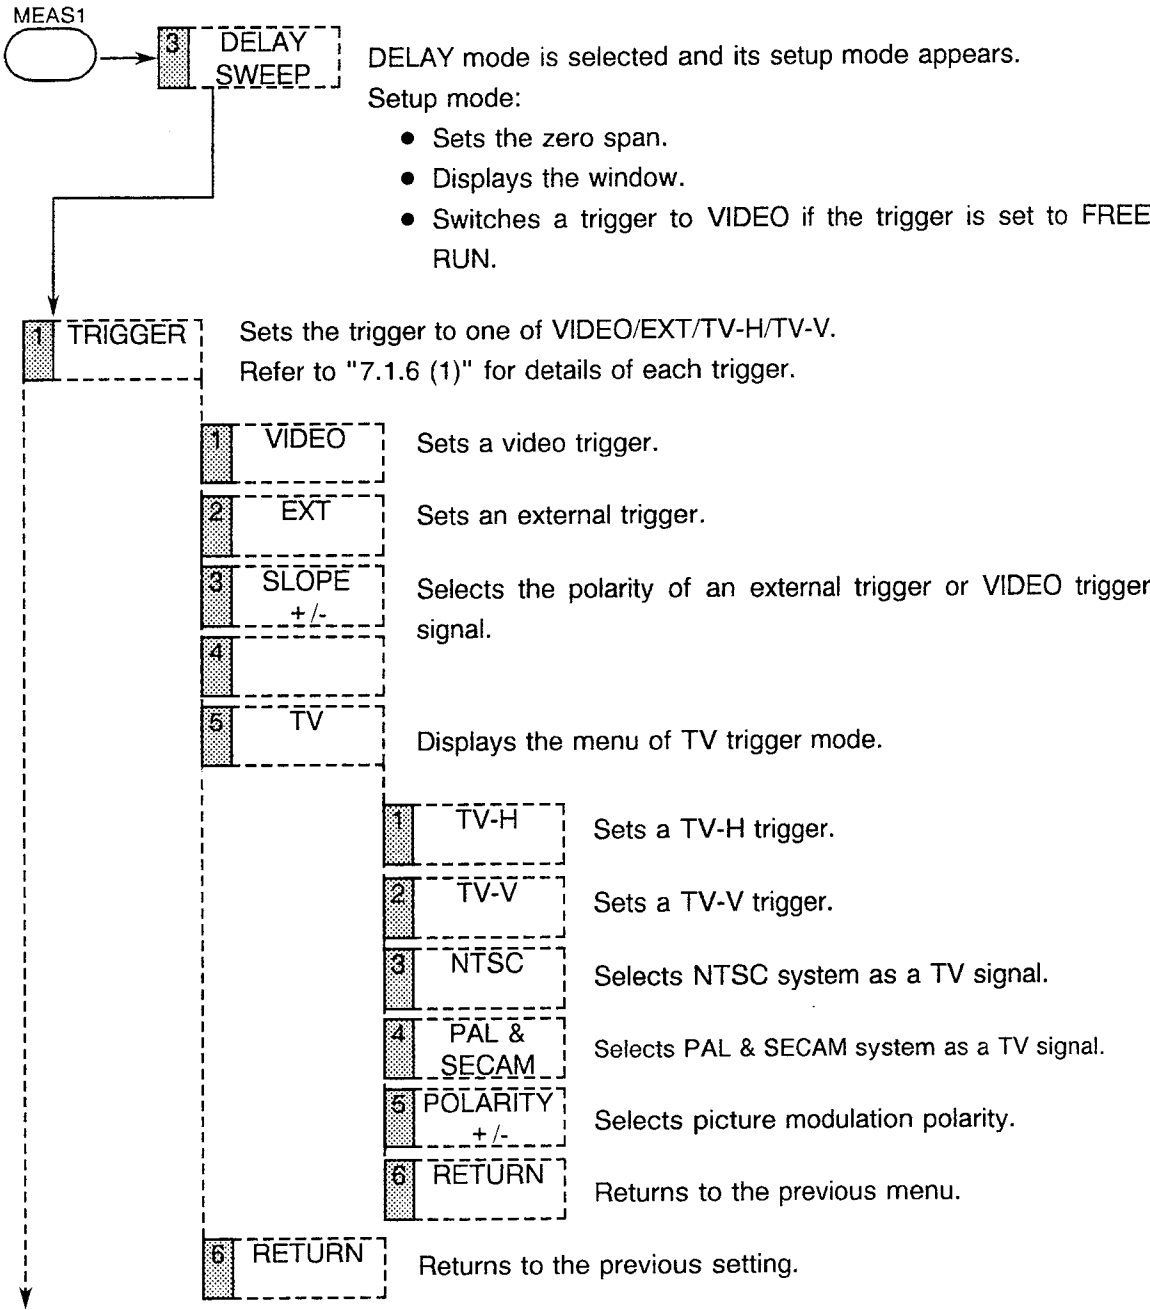 MEAS1
3 DELAY
SWEEP
DELAY mode is selected and its setup mode appears.
Setup mode:
● Sets the zero span.
● Displays the window.
● Switches a trigger to VIDEO if the trigger is set to FREE
RUN.
1 TRIGGER
Sets the trigger to one of VIDEO/EXT/TV-H/TV-V.
Refer to "7.1.6 (1)" for details of each trigger.
1 VIDEO
Sets a video trigger.
2 EXT
Sets an external trigger.
3 SLOPE
+/-
Selects the polarity of an external trigger or VIDEO trigger
signal.
4
5 TV
Displays the menu of TV trigger mode.
1 TV-H
Sets a TV-H trigger.
2 TV-V
Sets a TV-V trigger.
3 NTSC
Selects NTSC system as a TV signal.
4 PAL &
SECAM
Selects PAL & SECAM system as a TV signal.
5 POLARITY
+/-
Selects picture modulation polarity.
6 RETURN
Returns to the previous menu.
6 RETURN
Returns to the previous setting.